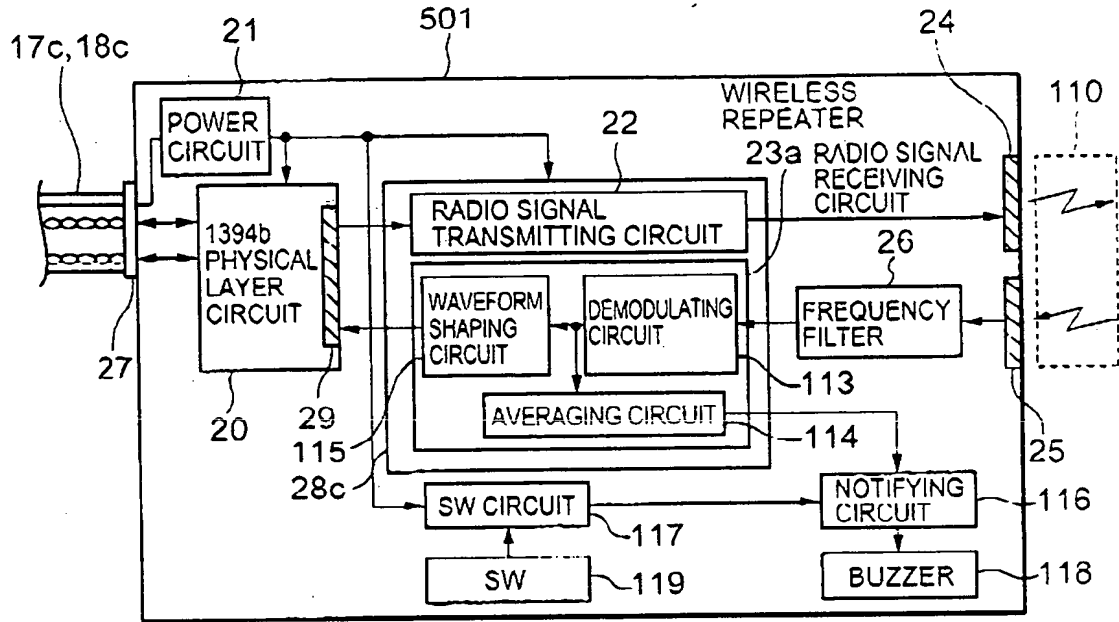 17c, 18c
21
501
24
110
POWER
CIRCUIT
WIRELESS
REPEATER
22
23a
RADIO SIGNAL
RECEIVING
CIRCUIT
RADIO SIGNAL
TRANSMITTING CIRCUIT
1394b
PHYSICAL
LAYER
CIRCUIT
26
WAVEFORM
SHAPING
CIRCUIT
DEMODULATING
CIRCUIT
FREQUENCY
FILTER
27
20
29
113
AVERAGING CIRCUIT
115
114
25
28c
SW CIRCUIT
117
NOTIFYING
CIRCUIT
116
SW
119
BUZZER
118